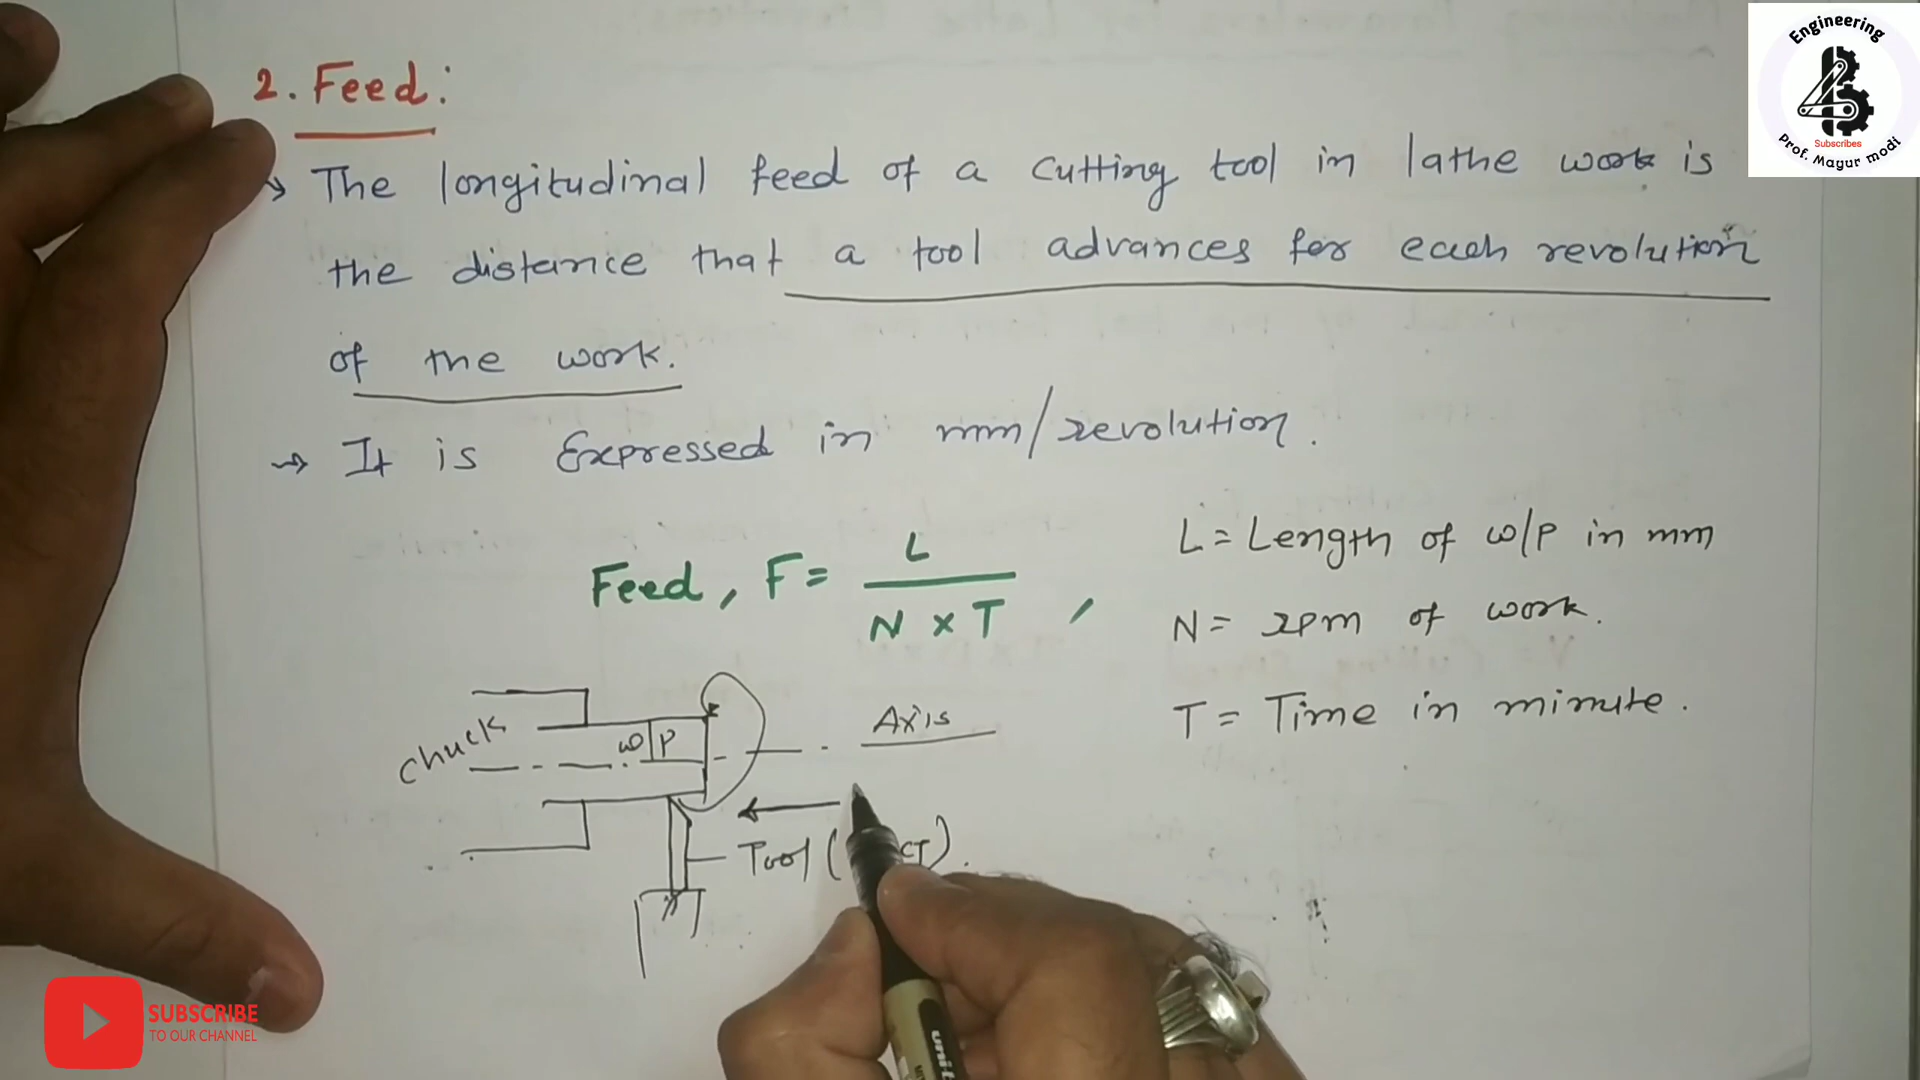 2. Feed:
→ The longitudinal feed of a cutting tool in lathe work is
the distance that a tool advances for each revolution
of the work.
→ It is Expressed in mm/revolution.
Feed, F = L / N × T ,
L = Length of w/p in mm
N = rpm of work.
T = Time in minute.
chuck
w/p
Axis
Tool (
CT).
Engineering
Subscribes
Prof. Mayur modi
SUBSCRIBE
TO OUR CHANNEL